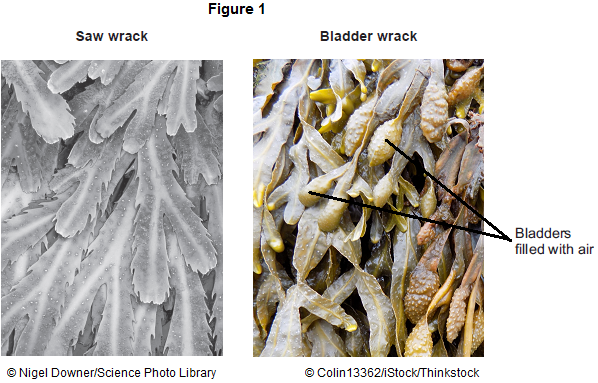 Figure 1
Saw wrack
Bladder wrack
Bladders
filled with air
© Nigel Downer/Science Photo Library
© Colin13362/iStock/Thinkstock